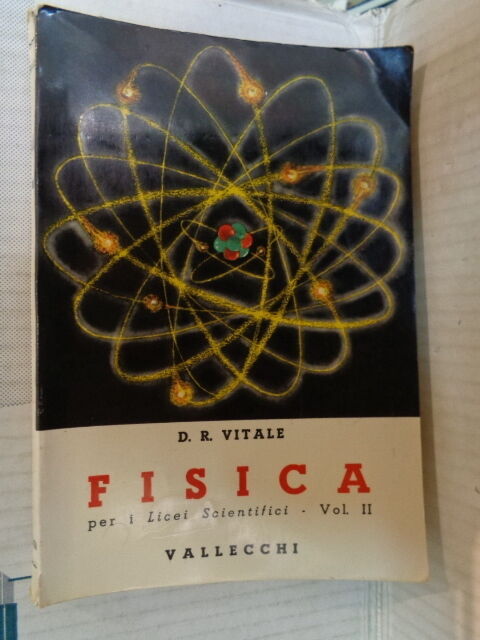 D. R. VITALE
FISICA
per i Licei Scientifici - Vol. II
VALLECCHI